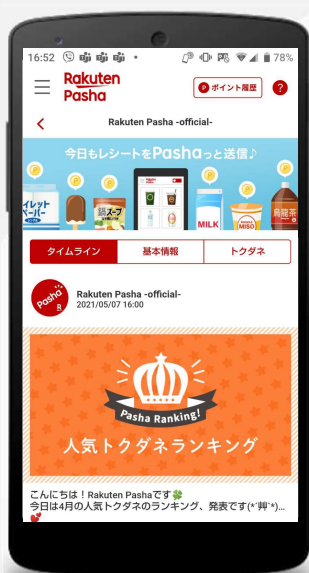 16:52
78%
Rakuten
Pasha
P ポイント履歴
?
Rakuten Pasha -official-
今日もレシートをPashaっと送信♪
イレット
ペーパー
鍋スープ
MILK
MISO
烏龍茶
タイムライン
基本情報
トクダネ
Pasha
R
Rakuten Pasha -official-
2021/05/07 16:00
Pasha Ranking!
人気トクダネランキング
こんにちは!Rakuten Pashaです🍀
今日は4月の人気トクダネのランキング、発表です(*´艸`*)...
💕